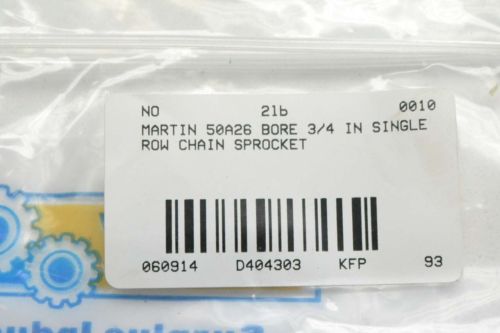 NO 21b 0010
MARTIN 50A26 BORE 3/4 IN SINGLE
ROW CHAIN SPROCKET
060914 D404303 KFP 93